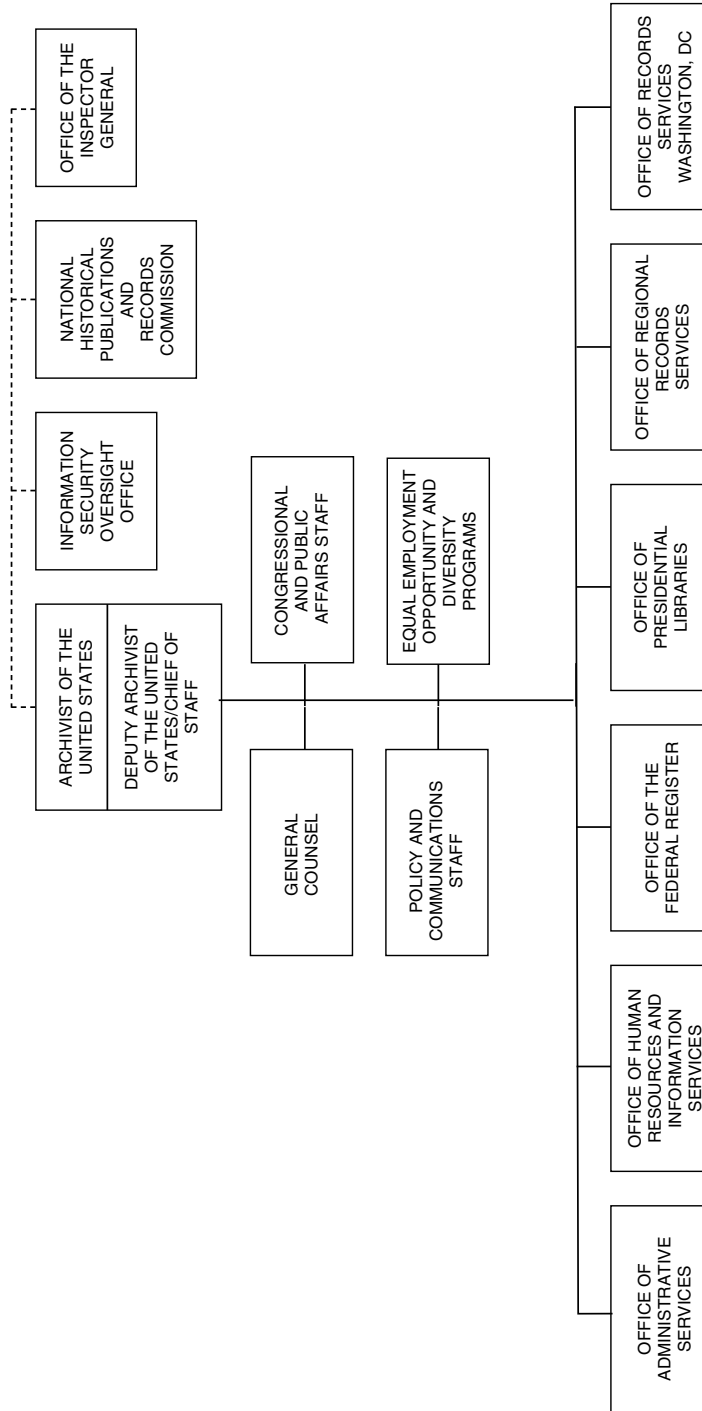 ARCHIVIST OF THE
UNITED STATES
DEPUTY ARCHIVIST
OF THE UNITED
STATES/CHIEF OF
STAFF
INFORMATION
SECURITY
OVERSIGHT
OFFICE
NATIONAL
HISTORICAL
PUBLICATIONS
AND
RECORDS
COMMISSION
OFFICE OF THE
INSPECTOR
GENERAL
GENERAL
COUNSEL
CONGRESSIONAL
AND PUBLIC
AFFAIRS STAFF
POLICY AND
COMMUNICATIONS
STAFF
EQUAL EMPLOYMENT
OPPORTUNITY AND
DIVERSITY
PROGRAMS
OFFICE OF
ADMINISTRATIVE
SERVICES
OFFICE OF HUMAN
RESOURCES AND
INFORMATION
SERVICES
OFFICE OF THE
FEDERAL REGISTER
OFFICE OF
PRESIDENTIAL
LIBRARIES
OFFICE OF REGIONAL
RECORDS
SERVICES
OFFICE OF RECORDS
SERVICES
WASHINGTON, DC